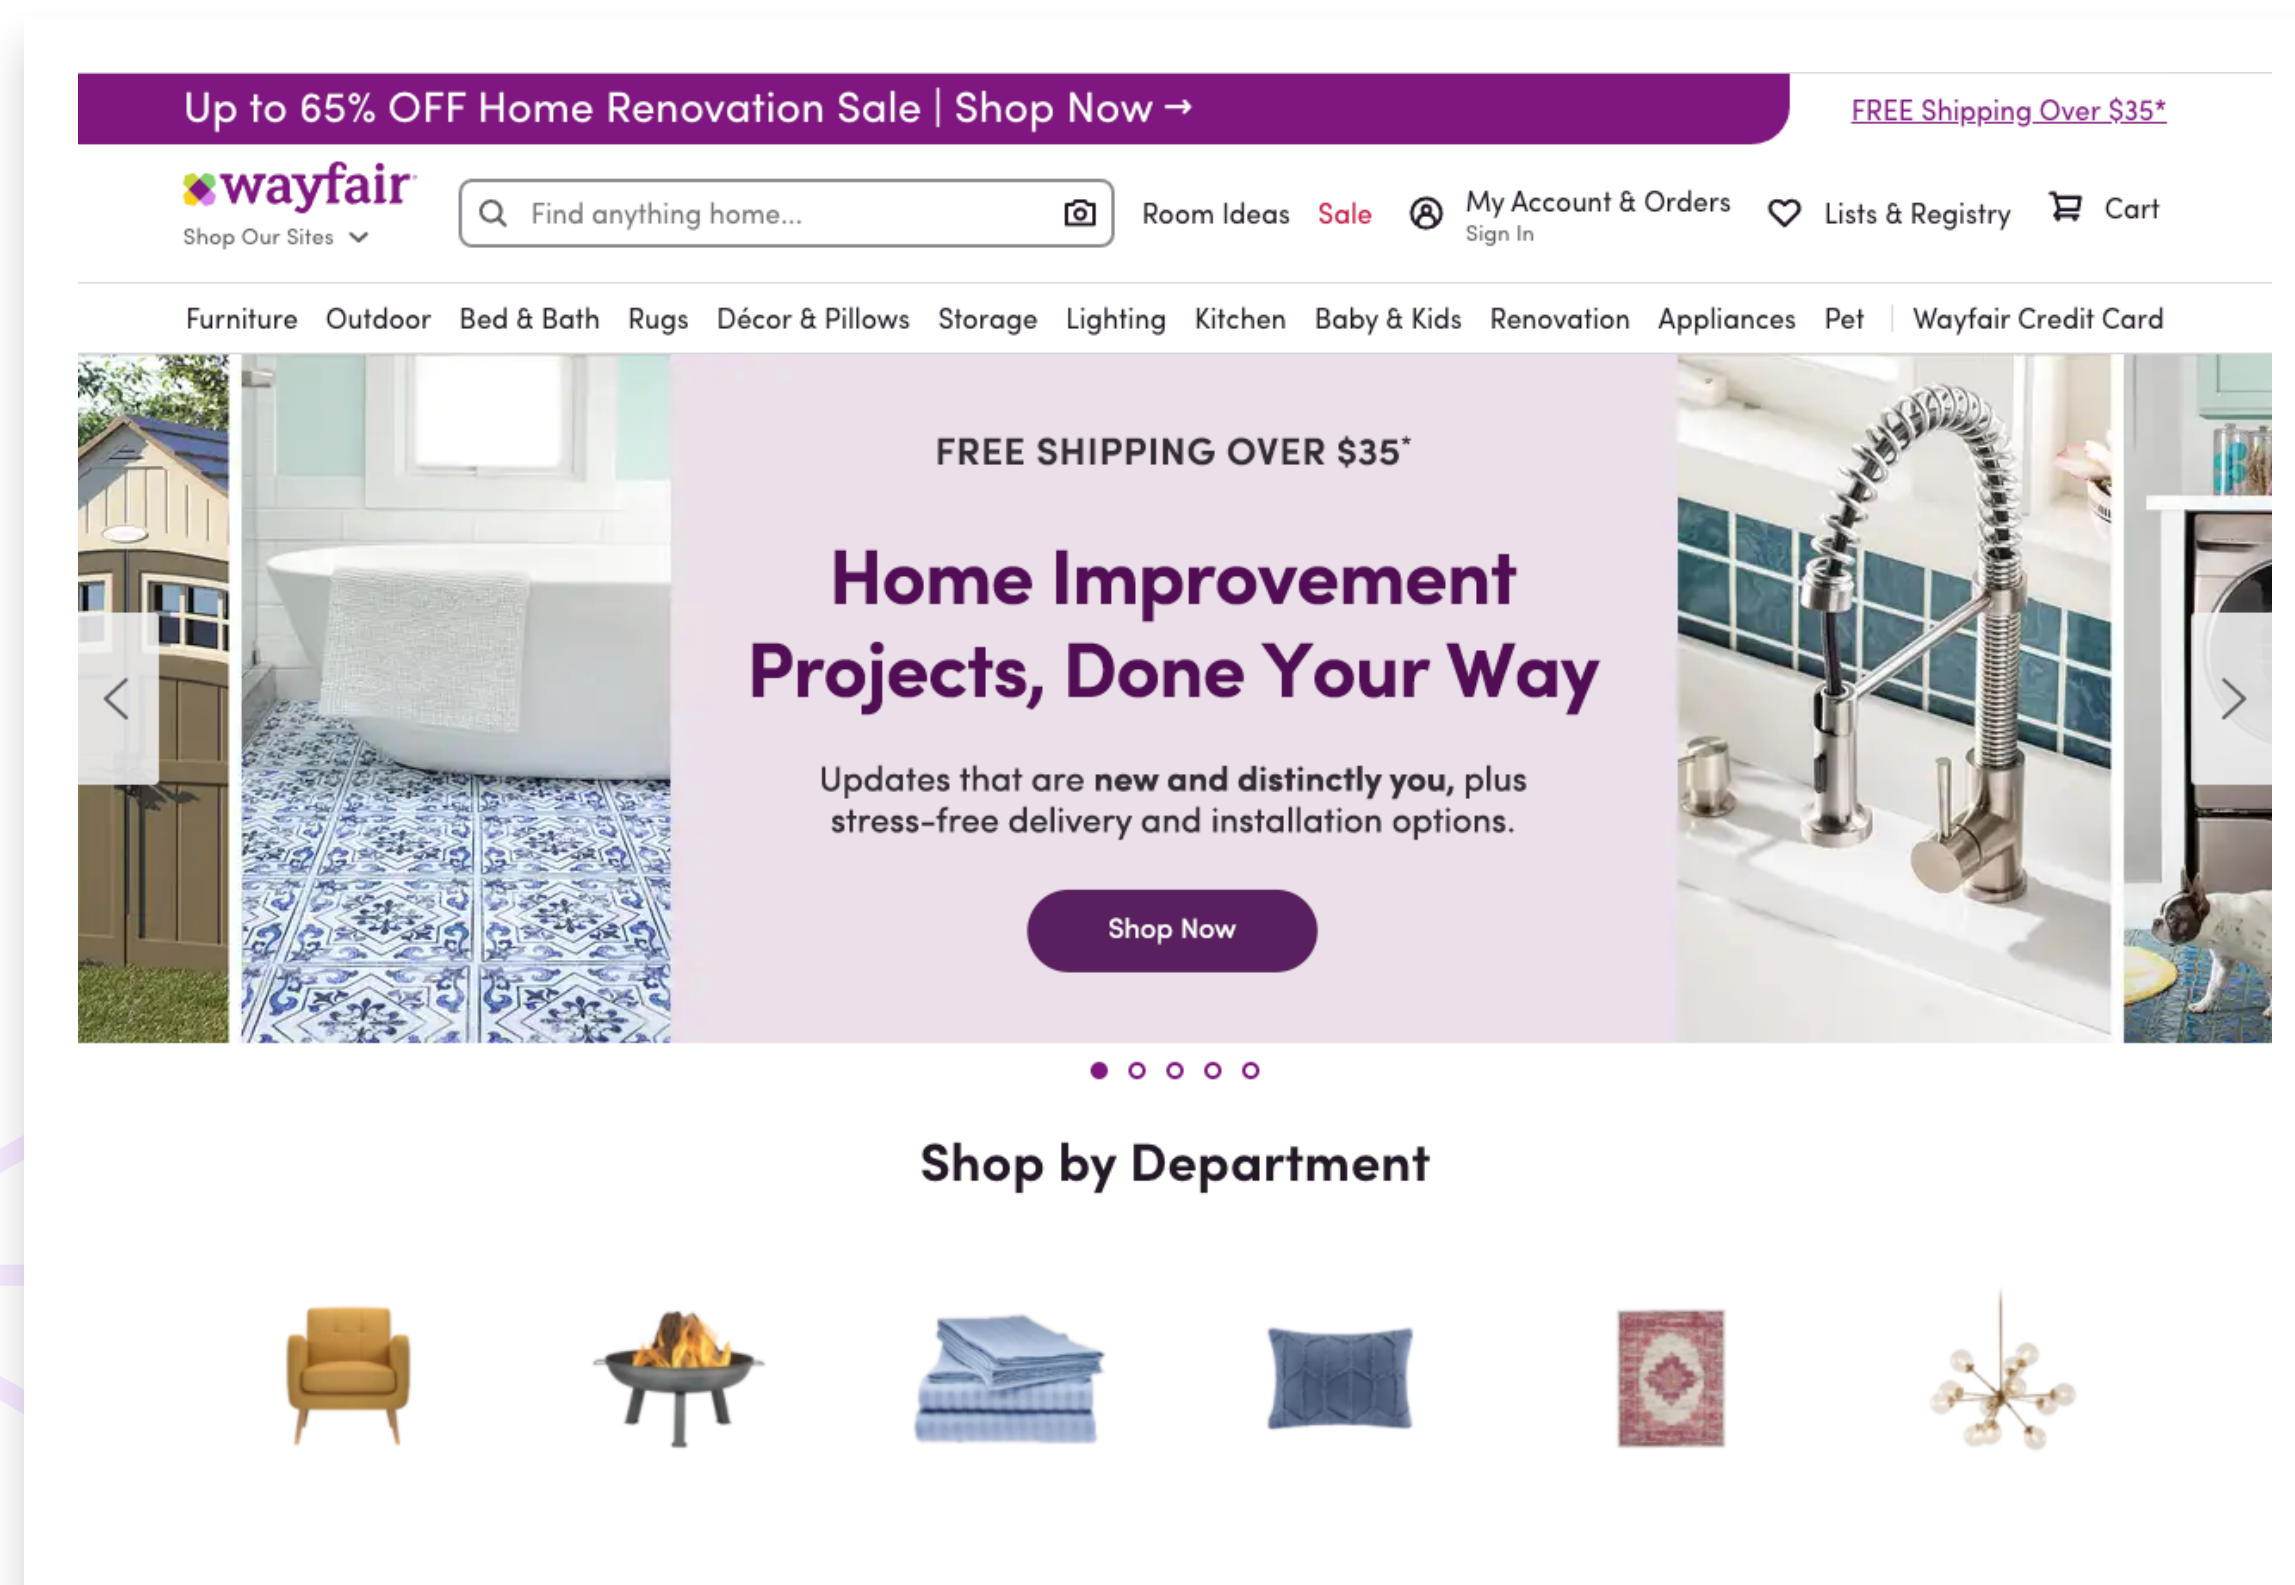 Up to 65% OFF Home Renovation Sale | Shop Now →
FREE Shipping Over $35*
wayfair
Shop Our Sites
Find anything home...
Room Ideas
Sale
My Account & Orders
Sign In
Lists & Registry
Cart
Furniture Outdoor Bed & Bath Rugs Décor & Pillows Storage Lighting Kitchen Baby & Kids Renovation Appliances Pet | Wayfair Credit Card
FREE SHIPPING OVER $35*
Home Improvement
Projects, Done Your Way
Updates that are new and distinctly you, plus
stress-free delivery and installation options.
Shop Now
Shop by Department